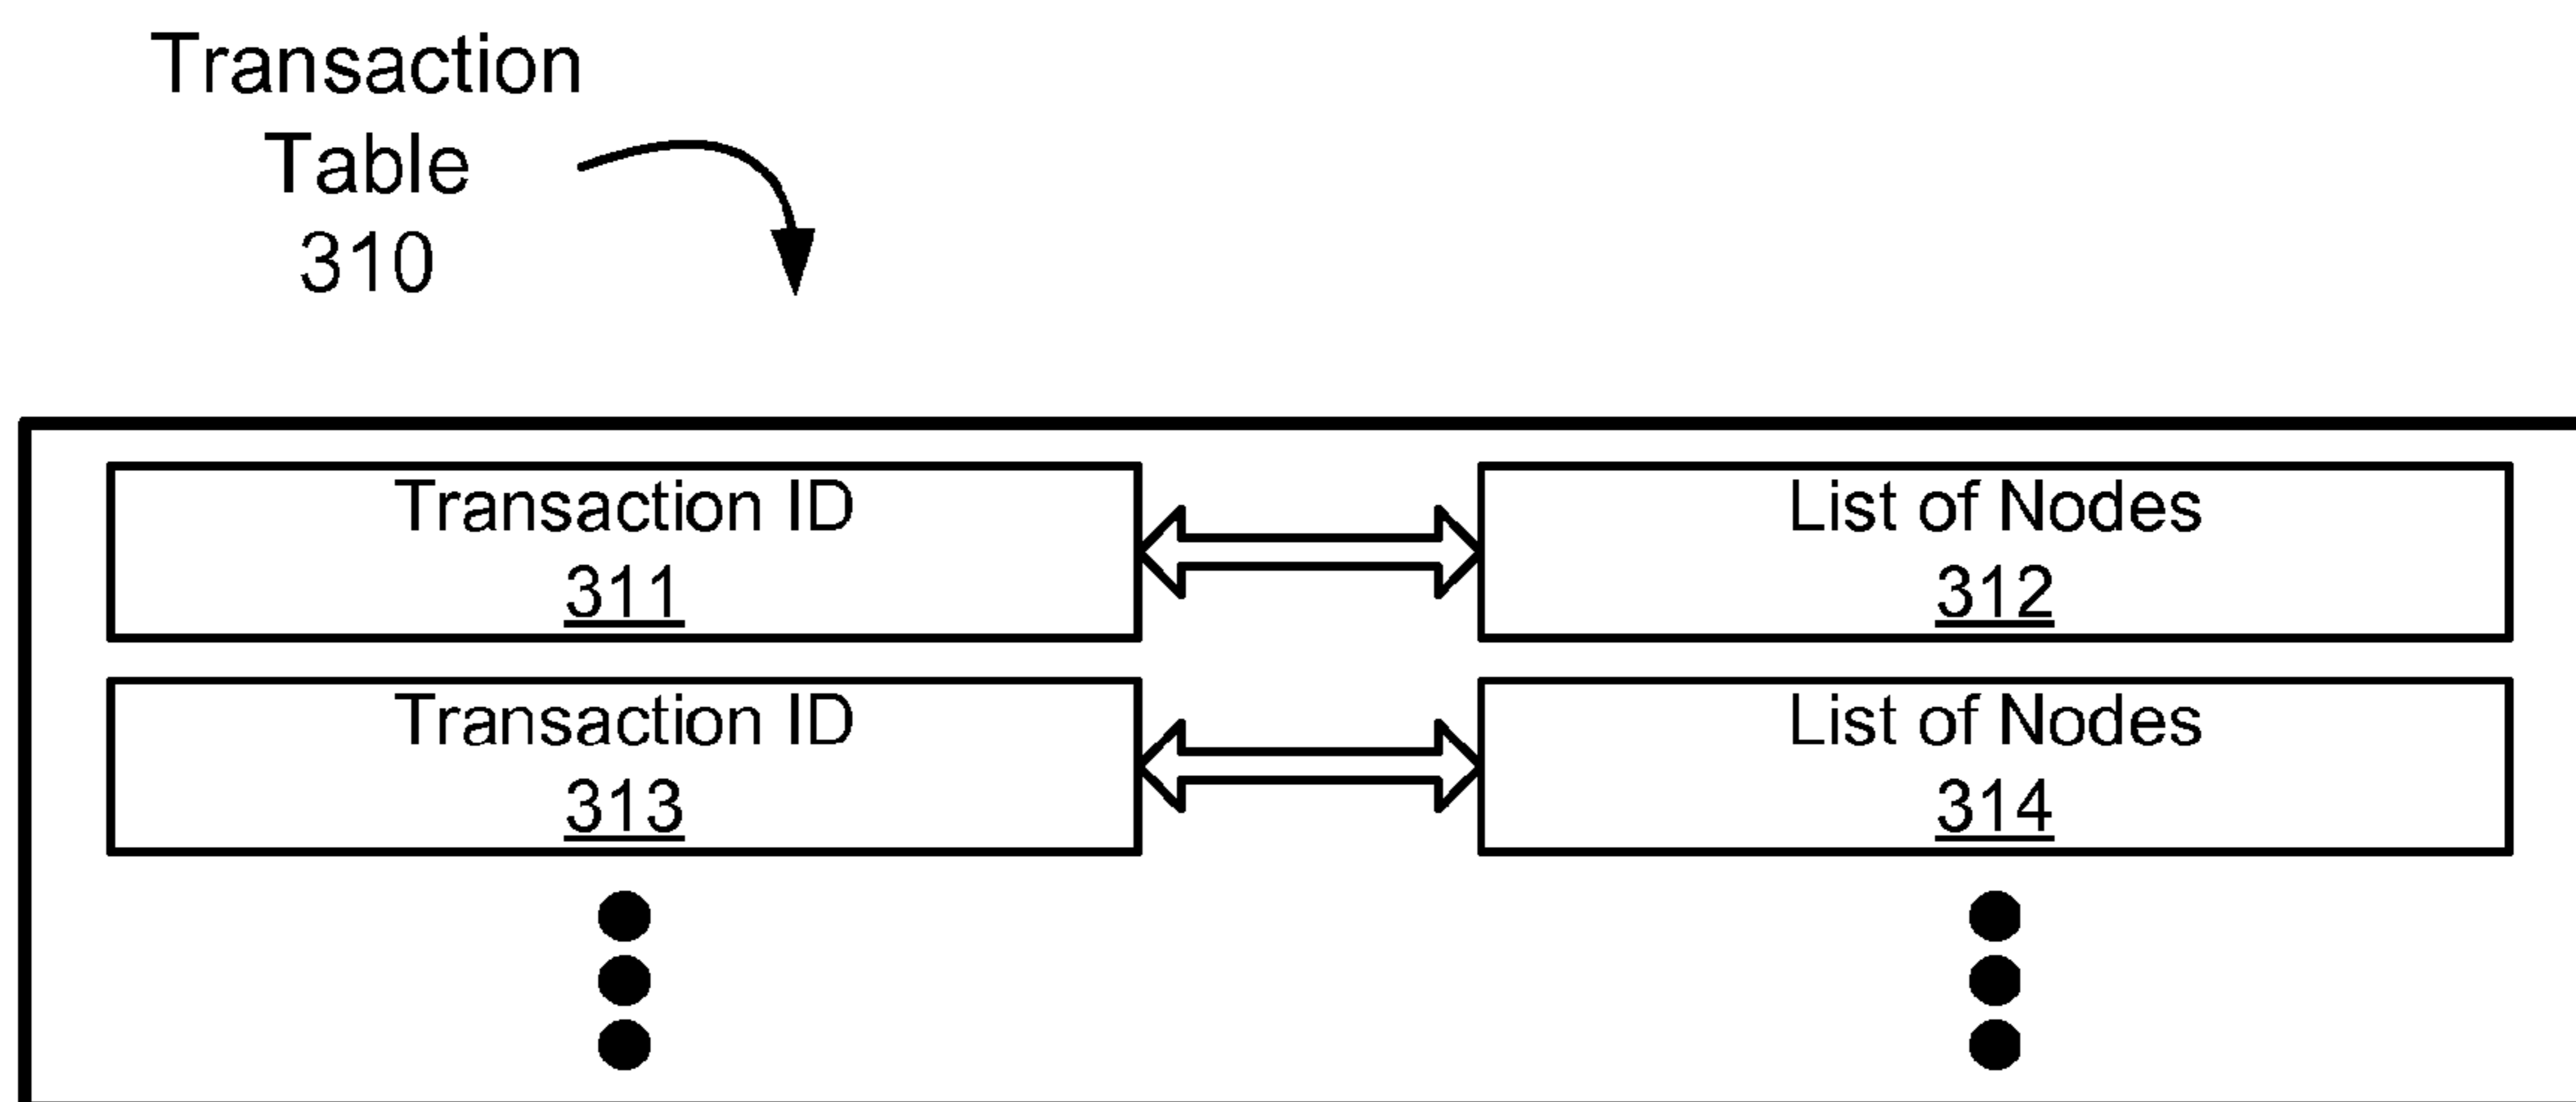 Transaction
Table
310
Transaction ID
311
List of Nodes
312
Transaction ID
313
List of Nodes
314